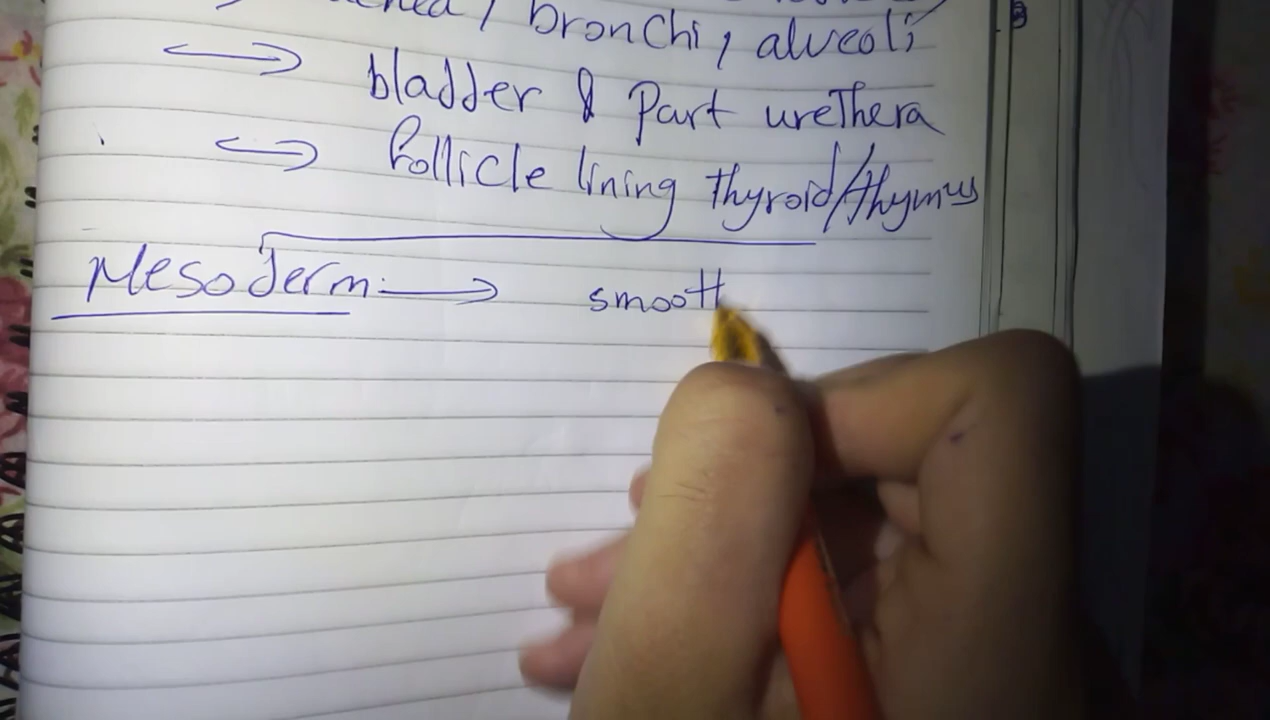 bronchi, alveoli
bladder & Part ureThera
follicle lining Thyroid/Thymus
Mesoderm → smooth